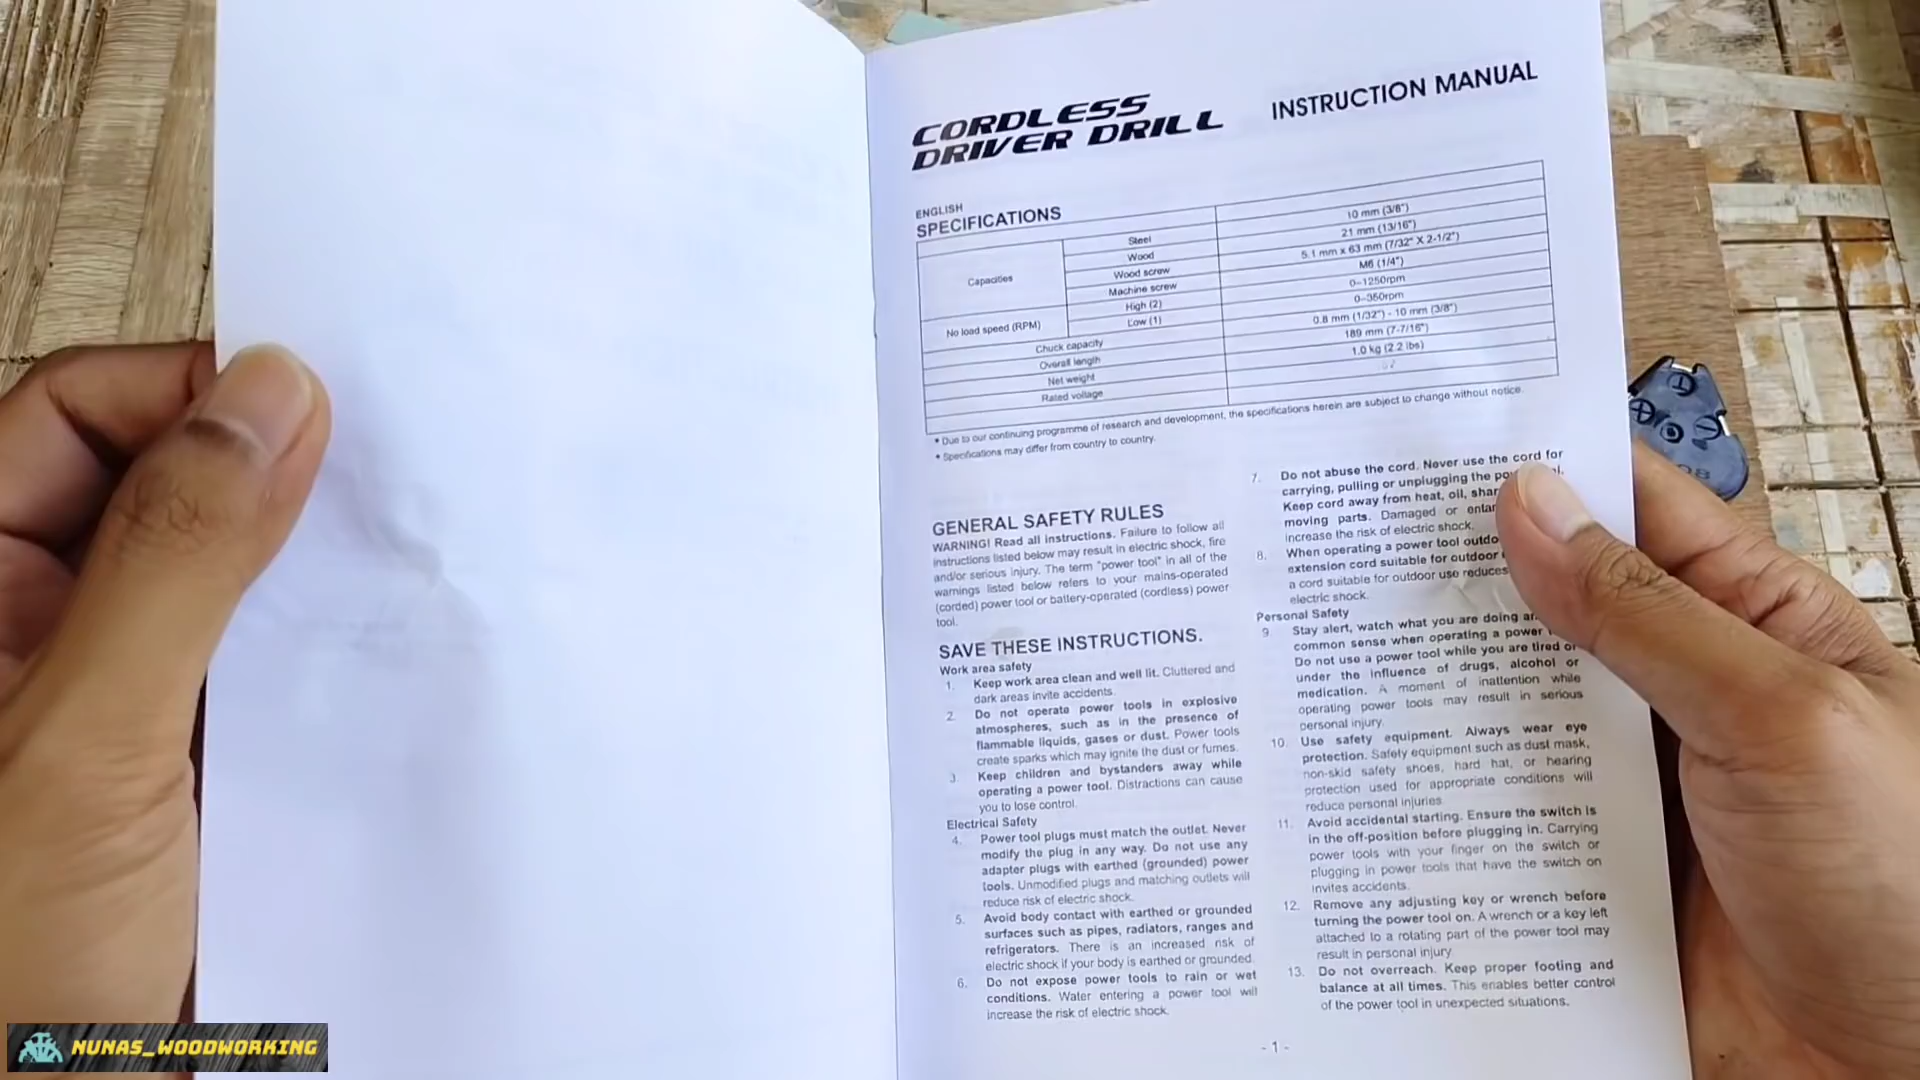 CORDLESS
DRIVER DRILL
INSTRUCTION MANUAL
ENGLISH
SPECIFICATIONS
Capacities
Steel
10 mm (3/8")
Wood
21 mm (13/16")
Wood screw
5.1 mm x 63 mm (7/32" X 2-1/2")
Machine screw
M6 (1/4")
No load speed (RPM)
High (2)
0–1250rpm
Low (1)
0–350rpm
Chuck capacity
0.8 mm (1/32") - 10 mm (3/8")
Overall length
189 mm (7-7/16")
Net weight
1.0 kg (2.2 lbs)
Rated voltage
* Due to our continuing programme of research and development, the specifications herein are subject to change without notice.
* Specifications may differ from country to country.
GENERAL SAFETY RULES
WARNING! Read all instructions. Failure to follow all
instructions listed below may result in electric shock, fire
and/or serious injury. The term "power tool" in all of the
warnings listed below refers to your mains-operated
(corded) power tool or battery-operated (cordless) power
tool.
SAVE THESE INSTRUCTIONS.
Work area safety
1. Keep work area clean and well lit. Cluttered and
dark areas invite accidents.
2. Do not operate power tools in explosive
atmospheres, such as in the presence of
flammable liquids, gases or dust. Power tools
create sparks which may ignite the dust or fumes.
3. Keep children and bystanders away while
operating a power tool. Distractions can cause
you to lose control.
Electrical Safety
4. Power tool plugs must match the outlet. Never
modify the plug in any way. Do not use any
adapter plugs with earthed (grounded) power
tools. Unmodified plugs and matching outlets will
reduce risk of electric shock.
5. Avoid body contact with earthed or grounded
surfaces such as pipes, radiators, ranges and
refrigerators. There is an increased risk of
electric shock if your body is earthed or grounded.
6. Do not expose power tools to rain or wet
conditions. Water entering a power tool will
increase the risk of electric shock.
7. Do not abuse the cord. Never use the cord for
carrying, pulling or unplugging the
Keep cord away from heat, oil,
moving parts. Damaged or
increase the risk of electric shock.
8. When operating a power tool
extension cord suitable for outdoor
a cord suitable for outdoor use reduces
electric shock.
Personal Safety
9. Stay alert, watch what you are doing
common sense when operating a power
Do not use a power tool while you are tired or
under the influence of drugs, alcohol or
medication. A moment of inattention while
operating power tools may result in serious
personal injury.
10. Use safety equipment. Always wear eye
protection. Safety equipment such as dust mask,
non-skid safety shoes, hard hat, or hearing
protection used for appropriate conditions will
reduce personal injuries
11. Avoid accidental starting. Ensure the switch is
in the off-position before plugging in. Carrying
power tools with your finger on the switch or
plugging in power tools that have the switch on
invites accidents.
12. Remove any adjusting key or wrench before
turning the power tool on. A wrench or a key left
attached to a rotating part of the power tool may
result in personal injury
13. Do not overreach. Keep proper footing and
balance at all times. This enables better control
of the power tool in unexpected situations.
- 1 -
NUNAS_WOODWORKING